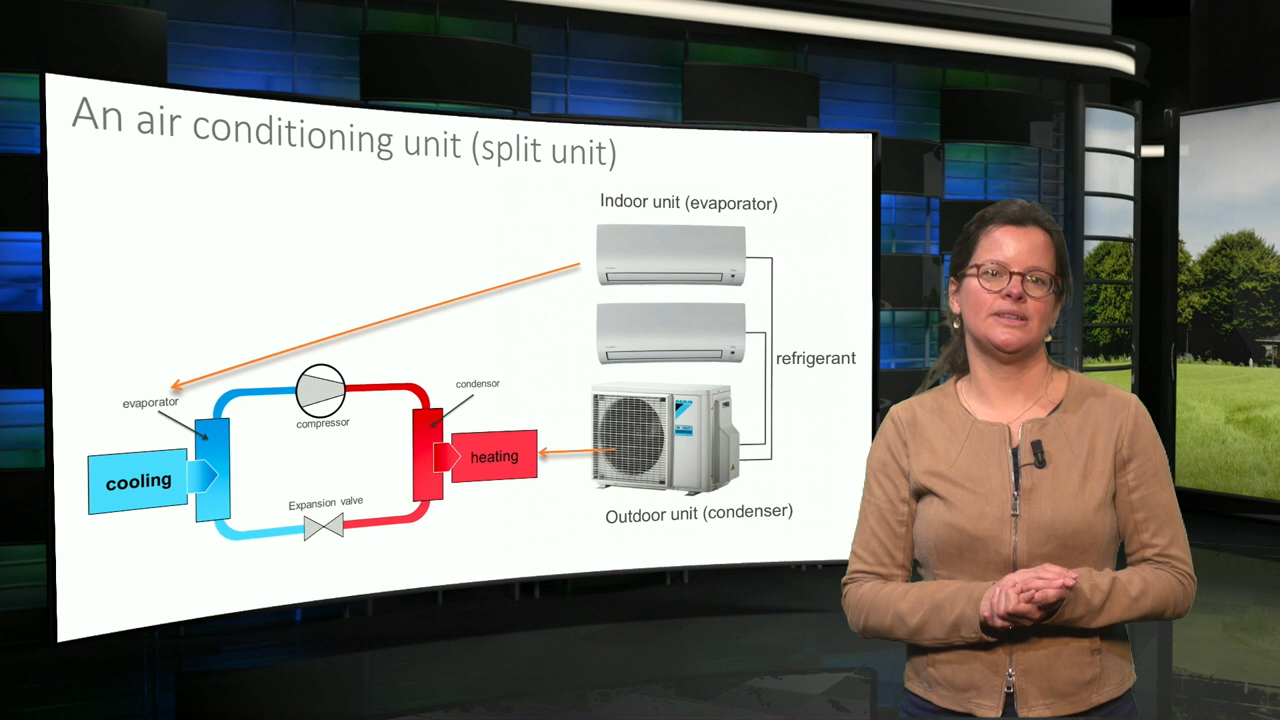 An air conditioning unit (split unit)
Indoor unit (evaporator)
refrigerant
evaporator
compressor
condensor
cooling
heating
Expansion valve
DAIKIN
Outdoor unit (condenser)